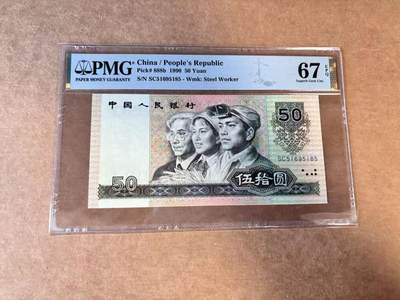 PMG
PAPER MONEY GUARANTY
China / People's Republic
Pick# 888b 1990 50 Yuan
S/N SC51695185 - Wmk: Steel Worker
67 EPQ
Superb Gem Unc
中国人民银行
50
SC51695185
50
伍拾圆